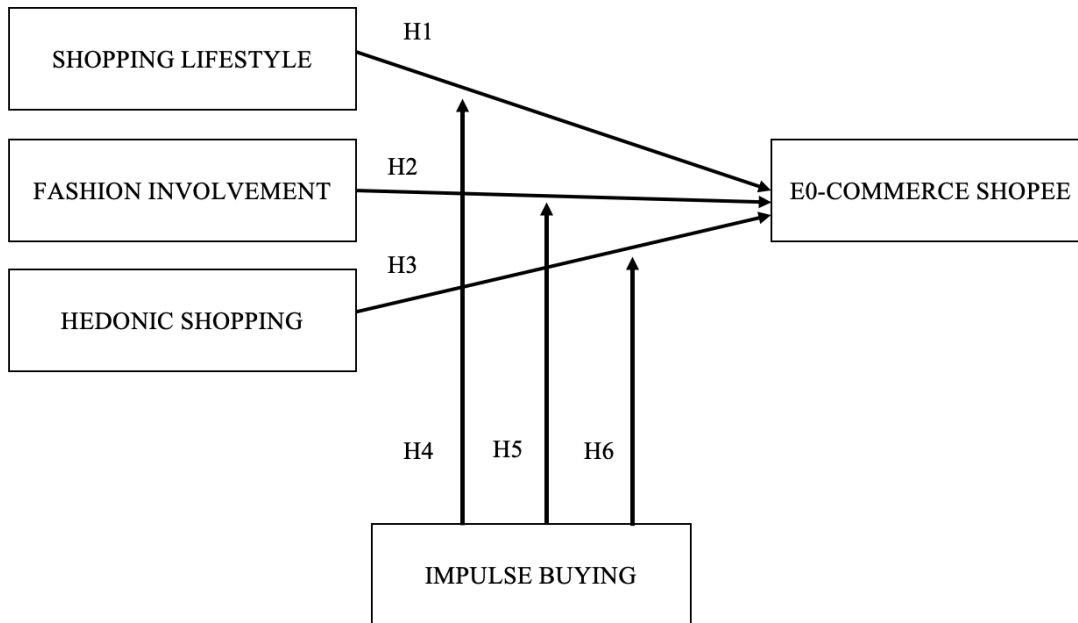 H1
SHOPPING LIFESTYLE
H2
FASHION INVOLVEMENT
E0-COMMERCE SHOPEE
H3
HEDONIC SHOPPING
H4
H5
H6
IMPULSE BUYING